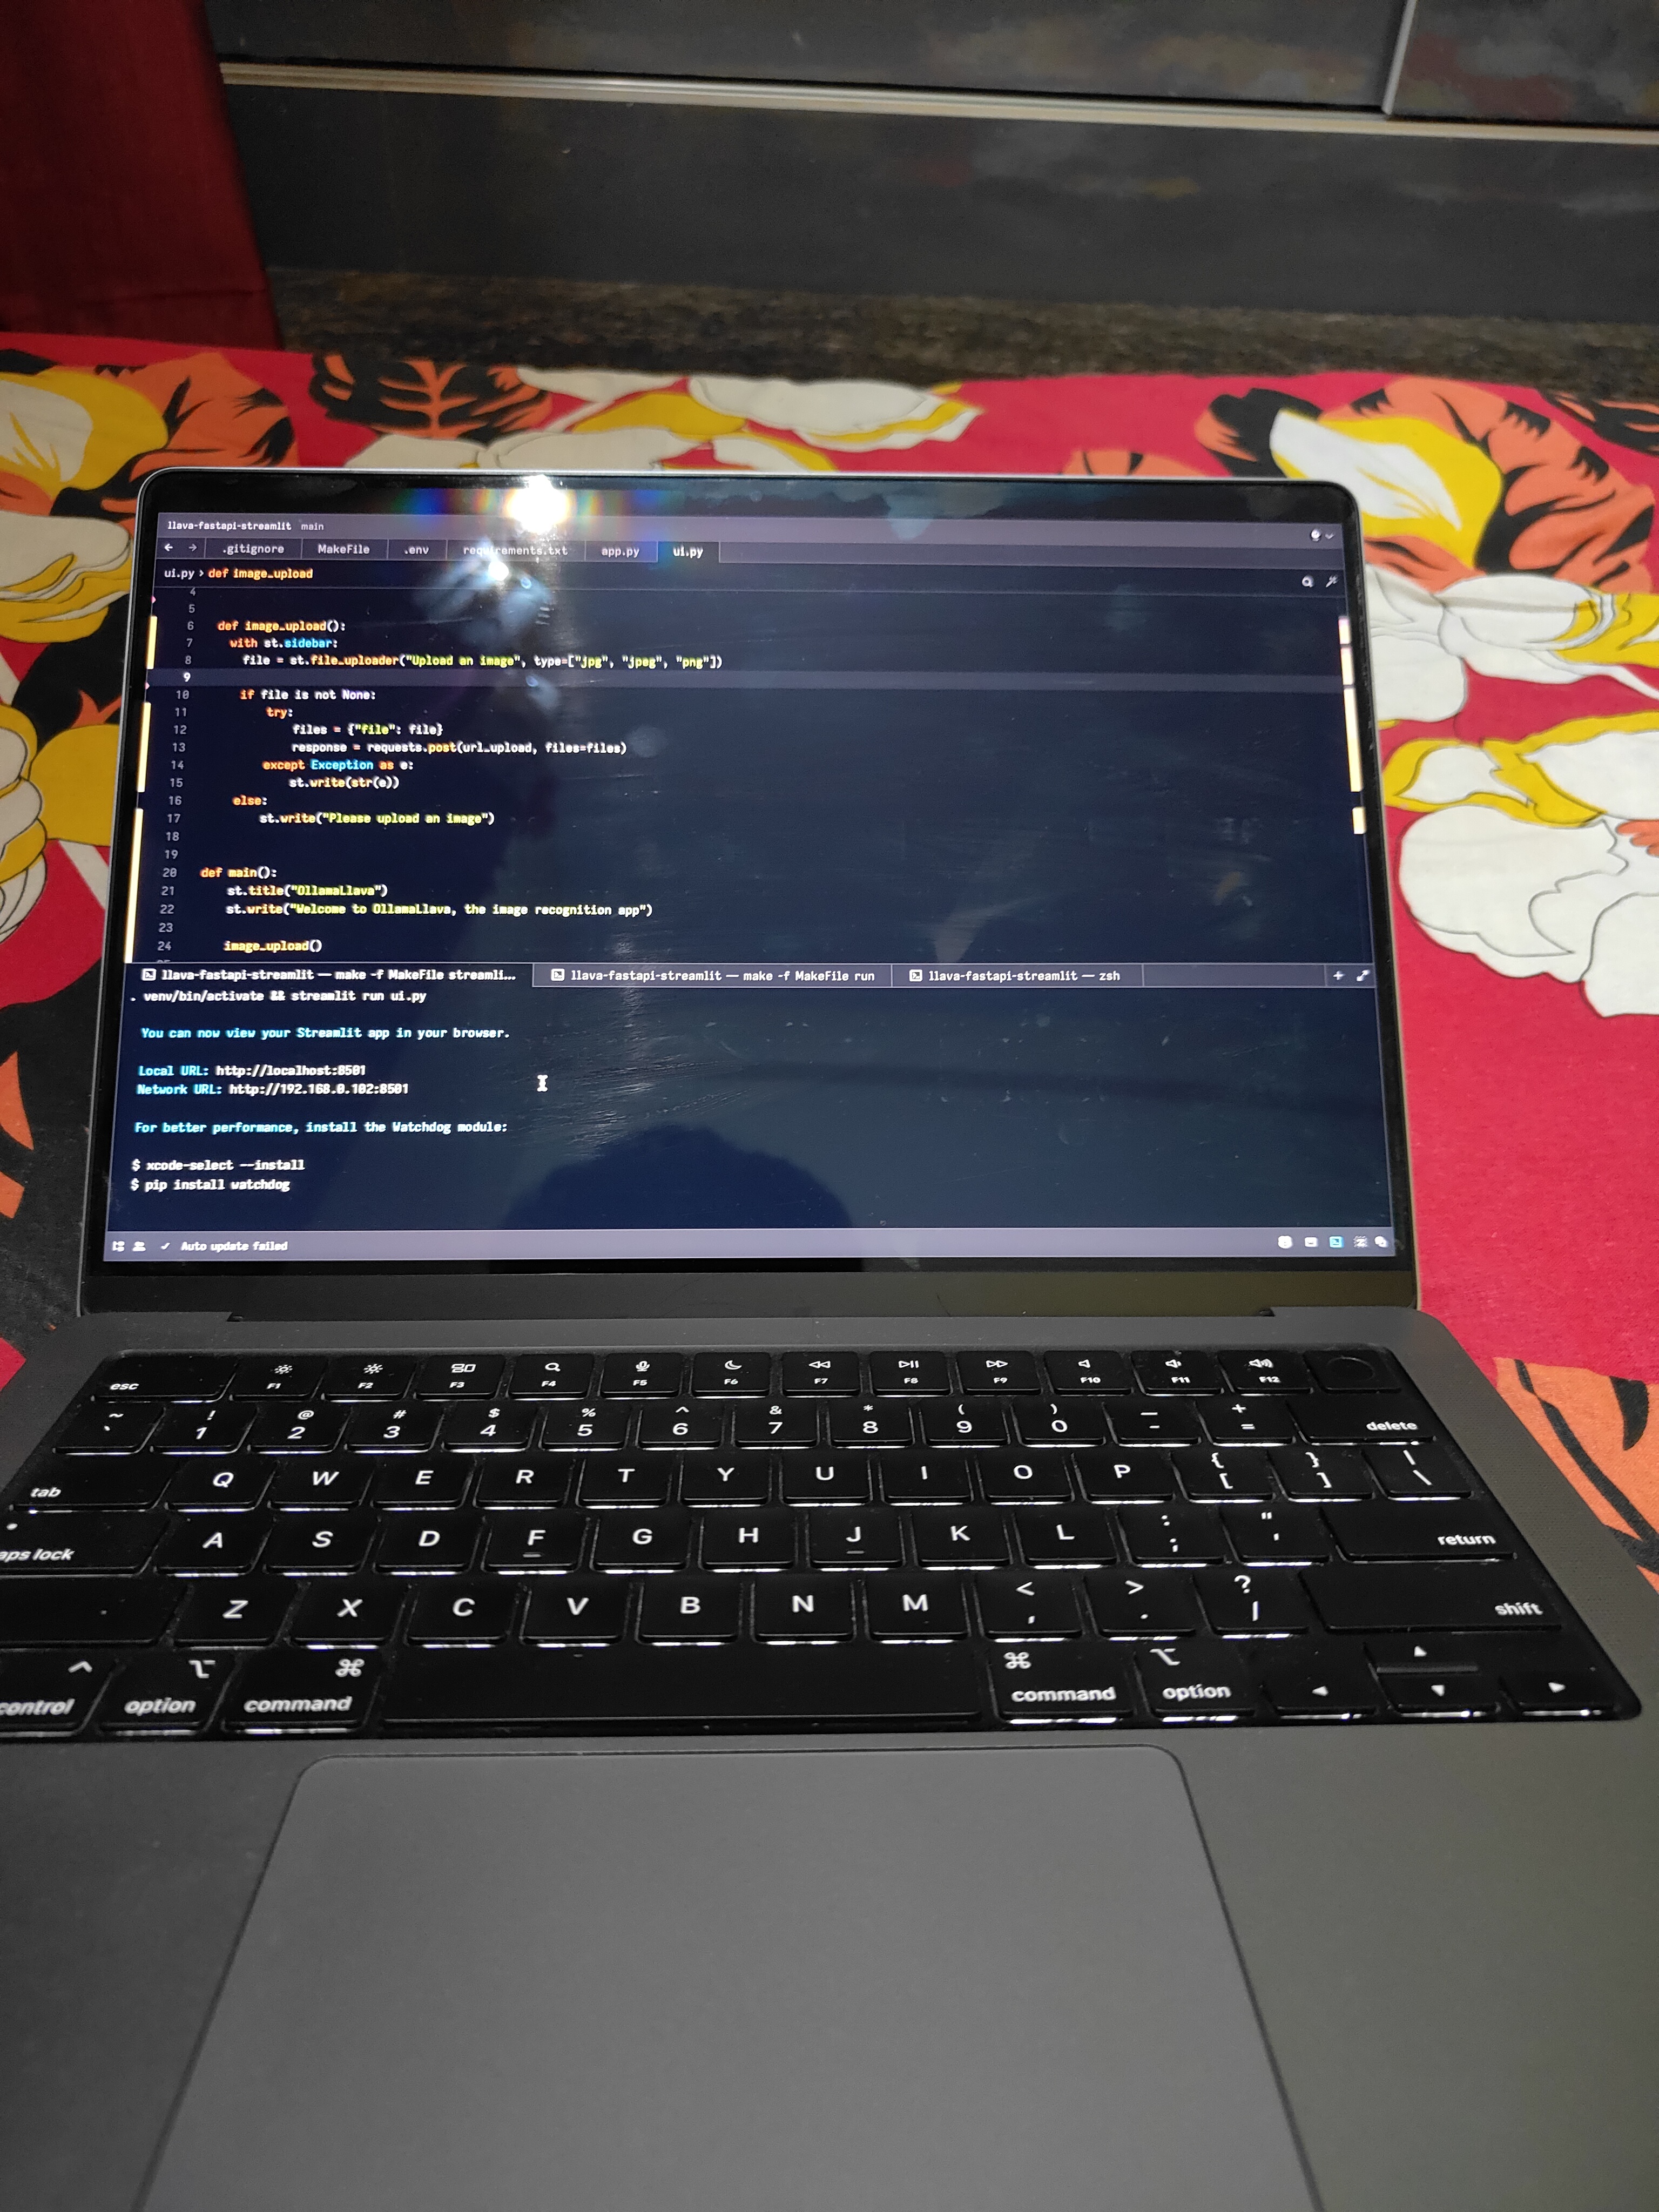 llava-fastapi-streamlit main
.gitignore MakeFile .env requirements.txt app.py ui.py
ui.py > def image_upload
4
5
6 def image_upload():
7 with st.sidebar:
8 file = st.file_uploader("Upload an image", type=["jpg", "jpeg", "png"])
9
10 if file is not None:
11 try:
12 files = {"file": file}
13 response = requests.post(url_upload, files=files)
14 except Exception as e:
15 st.write(str(e))
16 else:
17 st.write("Please upload an image")
18
19
20 def main():
21 st.title("OllamaLlava")
22 st.write("Welcome to OllamaLlava, the image recognition app")
23
24 image_upload()
llava-fastapi-streamlit — make -f MakeFile streamli... llava-fastapi-streamlit — make -f MakeFile run llava-fastapi-streamlit — zsh
. venv/bin/activate && streamlit run ui.py
You can now view your Streamlit app in your browser.
Local URL: http://localhost:8501
Network URL: http://192.168.0.102:8501
For better performance, install the Watchdog module:
$ xcode-select --install
$ pip install watchdog
Auto update failed
esc F1 F2 F3 F4 F5 F6 F7 F8 F9 F10 F11 F12
~ ! @ # $ % ^ & * ( ) — +
` 1 2 3 4 5 6 7 8 9 0 - = delete
tab Q W E R T Y U I O P { [ } ] | \
aps lock A S D F G H J K L : ; " ' return
Z X C V B N M < , > . ? / shift
control option command command option